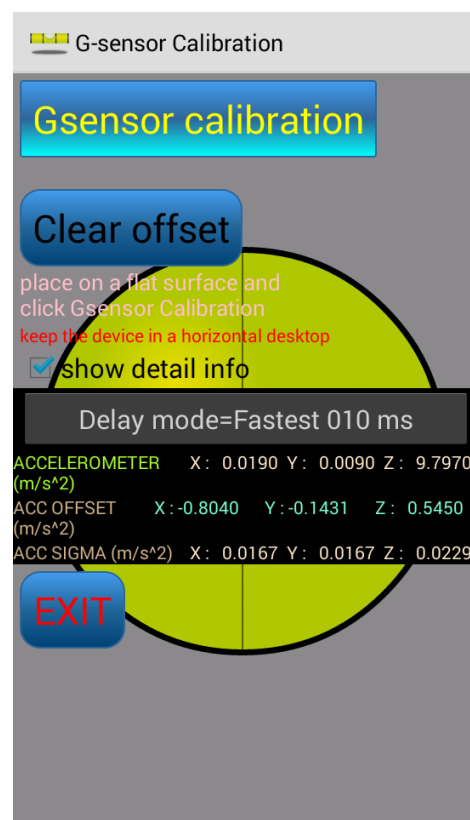 G-sensor Calibration
Gsensor calibration
Clear offset
place on a flat surface and
click Gsensor Calibration
keep the device in a horizontal desktop
show detail info
Delay mode=Fastest 010 ms
ACCELEROMETER X : 0.0190 Y : 0.0090 Z : 9.7970
(m/s^2)
ACC OFFSET X :-0.8040 Y :-0.1431 Z : 0.5450
(m/s^2)
ACC SIGMA (m/s^2) X : 0.0167 Y : 0.0167 Z : 0.0229
EXIT